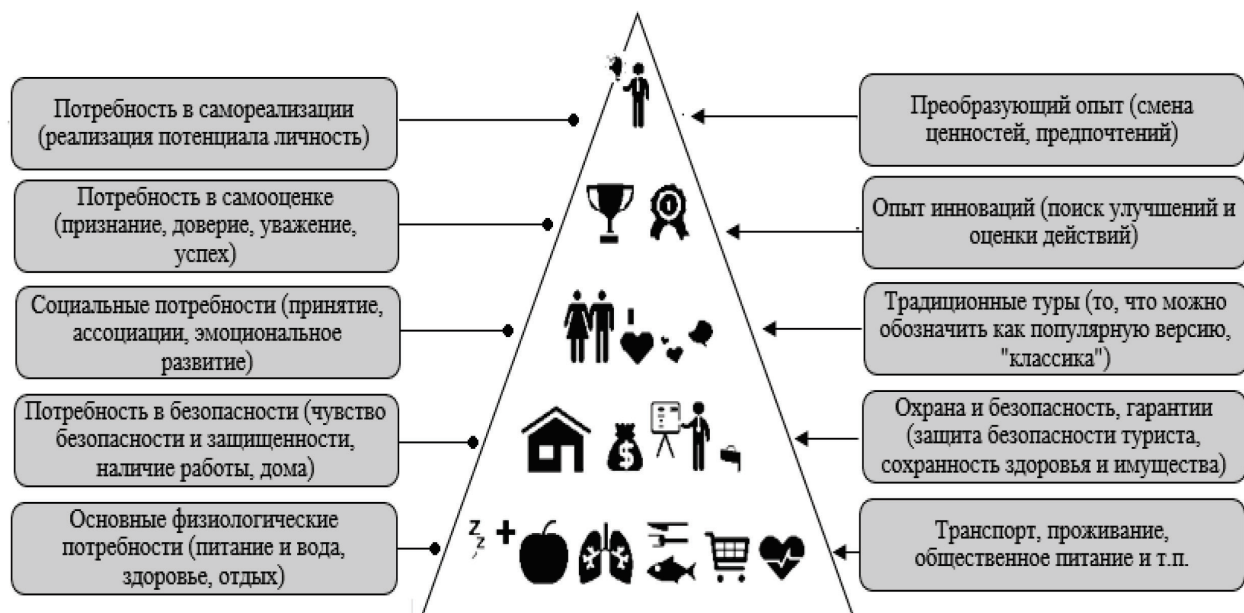 Потребность в самореализации
(реализация потенциала личность)
Преобразующий опыт (смена
ценностей, предпочтений)
Потребность в самооценке
(признание, доверие, уважение,
успех)
Опыт инноваций (поиск улучшений и
оценки действий)
Социальные потребности (принятие,
ассоциации, эмоциональное
развитие)
Традиционные туры (то, что можно
обозначить как популярную версию,
"классика")
Потребность в безопасности (чувство
безопасности и защищенности,
наличие работы, дома)
Охрана и безопасность, гарантии
(защита безопасности туриста,
сохранность здоровья и имущества)
Основные физиологические
потребности (питание и вода,
здоровье, отдых)
Транспорт, проживание,
общественное питание и т.п.